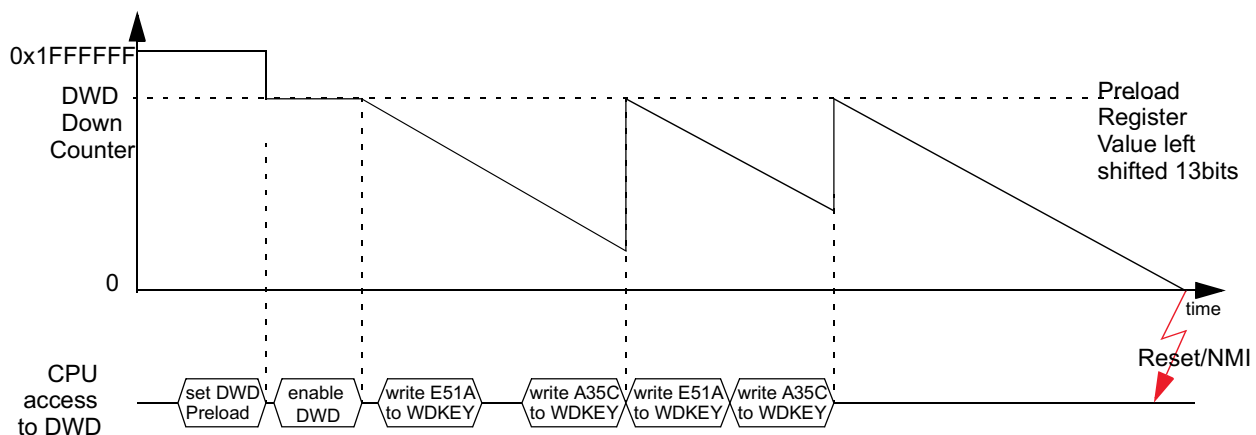 0x1FFFFFF
DWD
Down
Counter
Preload
Register
Value left
shifted 13bits
0
time
Reset/NMI
CPU
access
to DWD
set DWD
Preload
enable
DWD
write E51A
to WDKEY
write A35C
to WDKEY
write E51A
to WDKEY
write A35C
to WDKEY